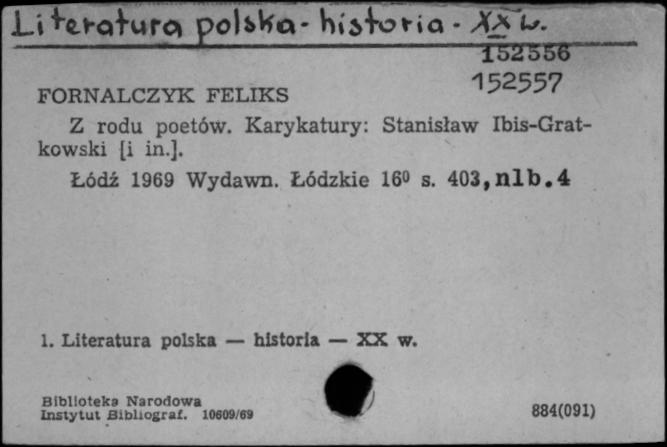 Literatura polska - historia - XX w.
152556
152557
FORNALCZYK FELIKS
Z rodu poetów. Karykatury: Stanisław Ibis-Grat-
kowski [i in.].
Łódź 1969 Wydawn. Łódzkie 16⁰ s. 403, nlb. 4
1. Literatura polska — historia — XX w.
Biblioteka Narodowa
Instytut Bibliograf. 10609/69
884(091)